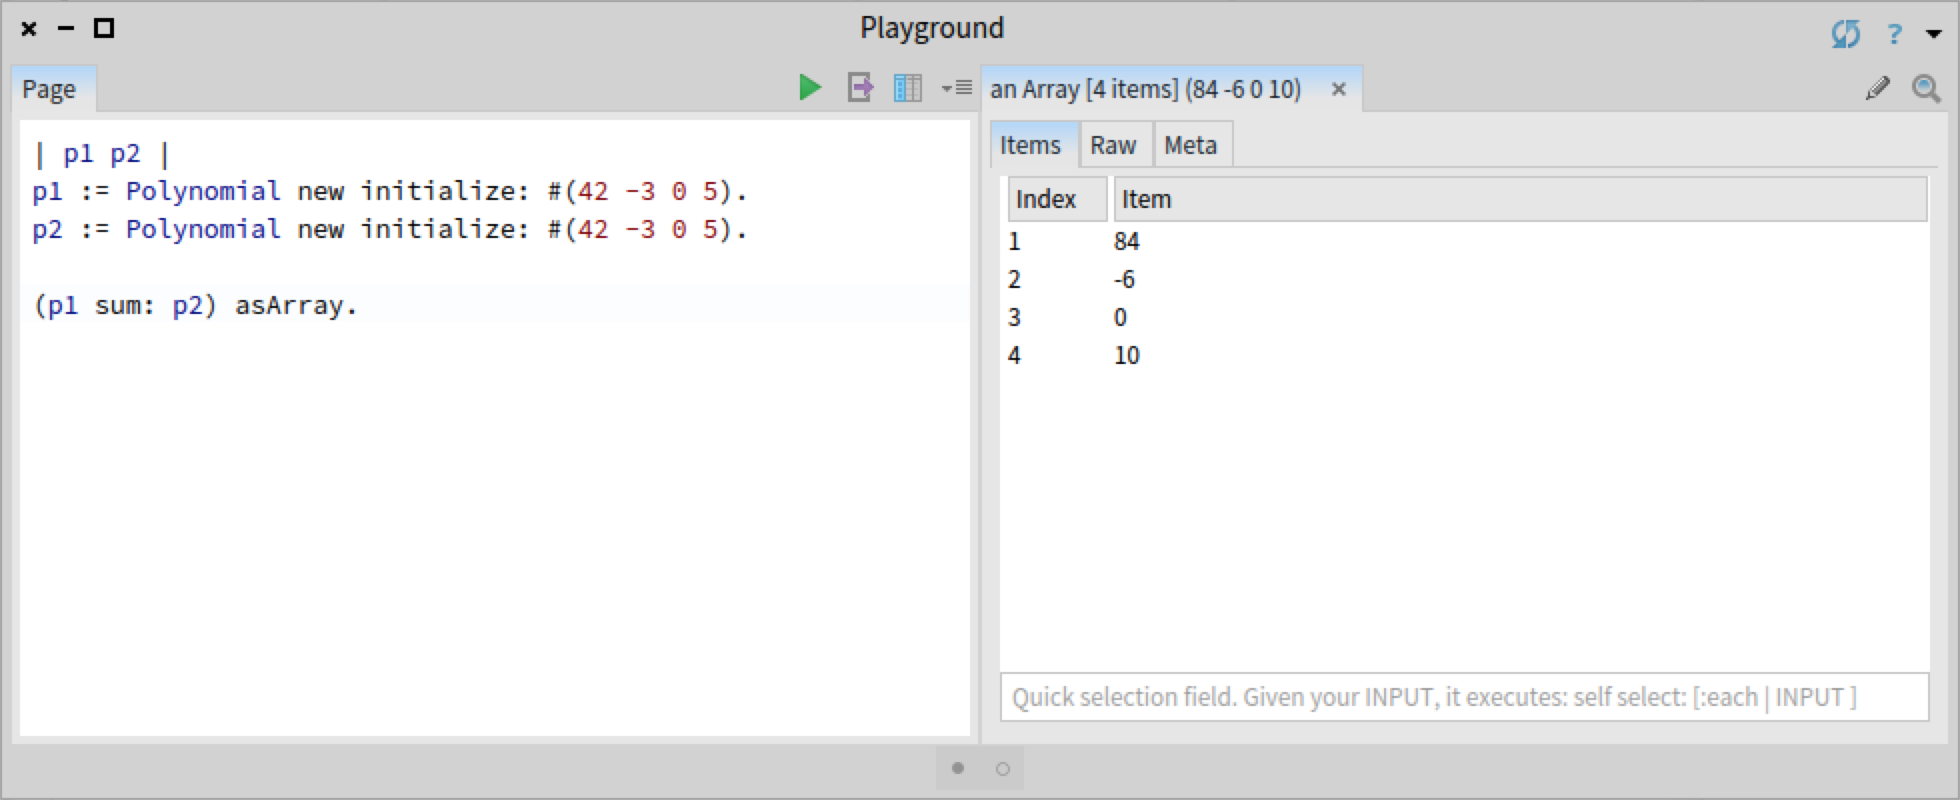 Playground
?
Page
an Array [4 items] (84 -6 0 10)
| p1 p2 |
p1 := Polynomial new initialize: #(42 -3 0 5).
p2 := Polynomial new initialize: #(42 -3 0 5).
(p1 sum: p2) asArray.
Items Raw Meta
Index Item
1 84
2 -6
3 0
4 10
Quick selection field. Given your INPUT, it executes: self select: [:each | INPUT ]